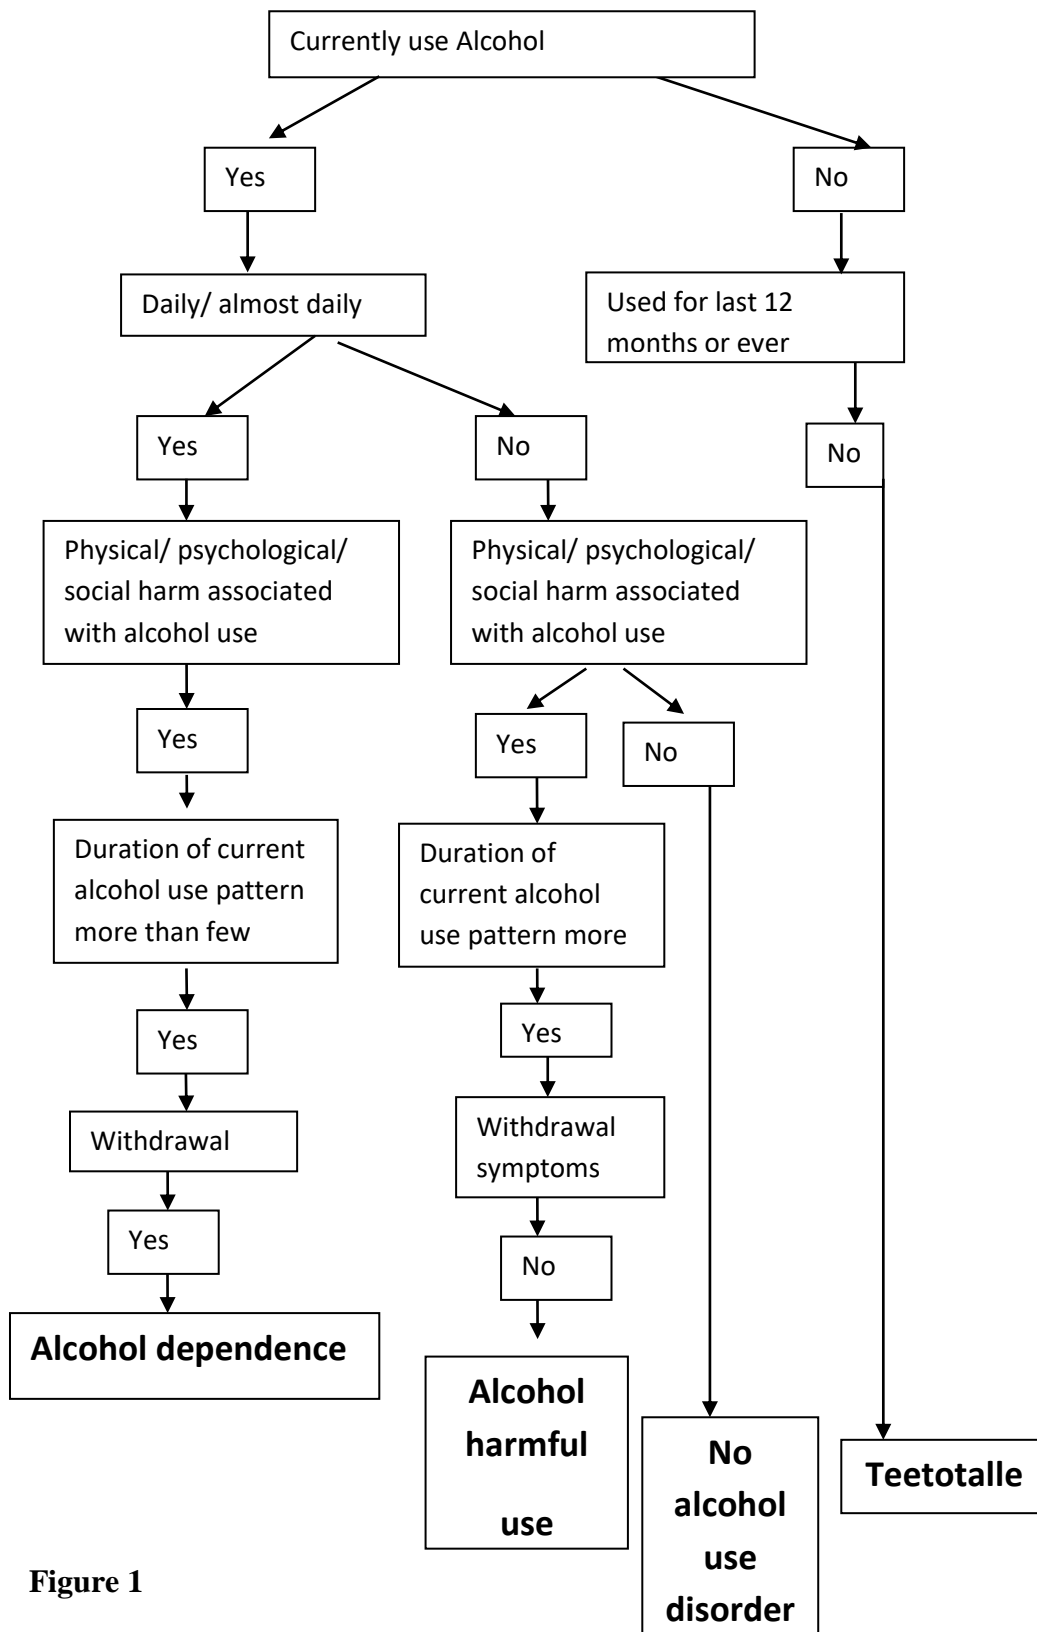 Currently use Alcohol
Yes
No
Daily/ almost daily
Used for last 12
months or ever
Yes
No
No
Physical/ psychological/
social harm associated
with alcohol use
Physical/ psychological/
social harm associated
with alcohol use
Yes
Yes
No
Duration of current
alcohol use pattern
more than few
Duration of
current alcohol
use pattern more
Yes
Yes
Withdrawal
Withdrawal
symptoms
Yes
No
Alcohol dependence
Alcohol
harmful
use
No
alcohol
use
disorder
Teetotalle
Figure 1